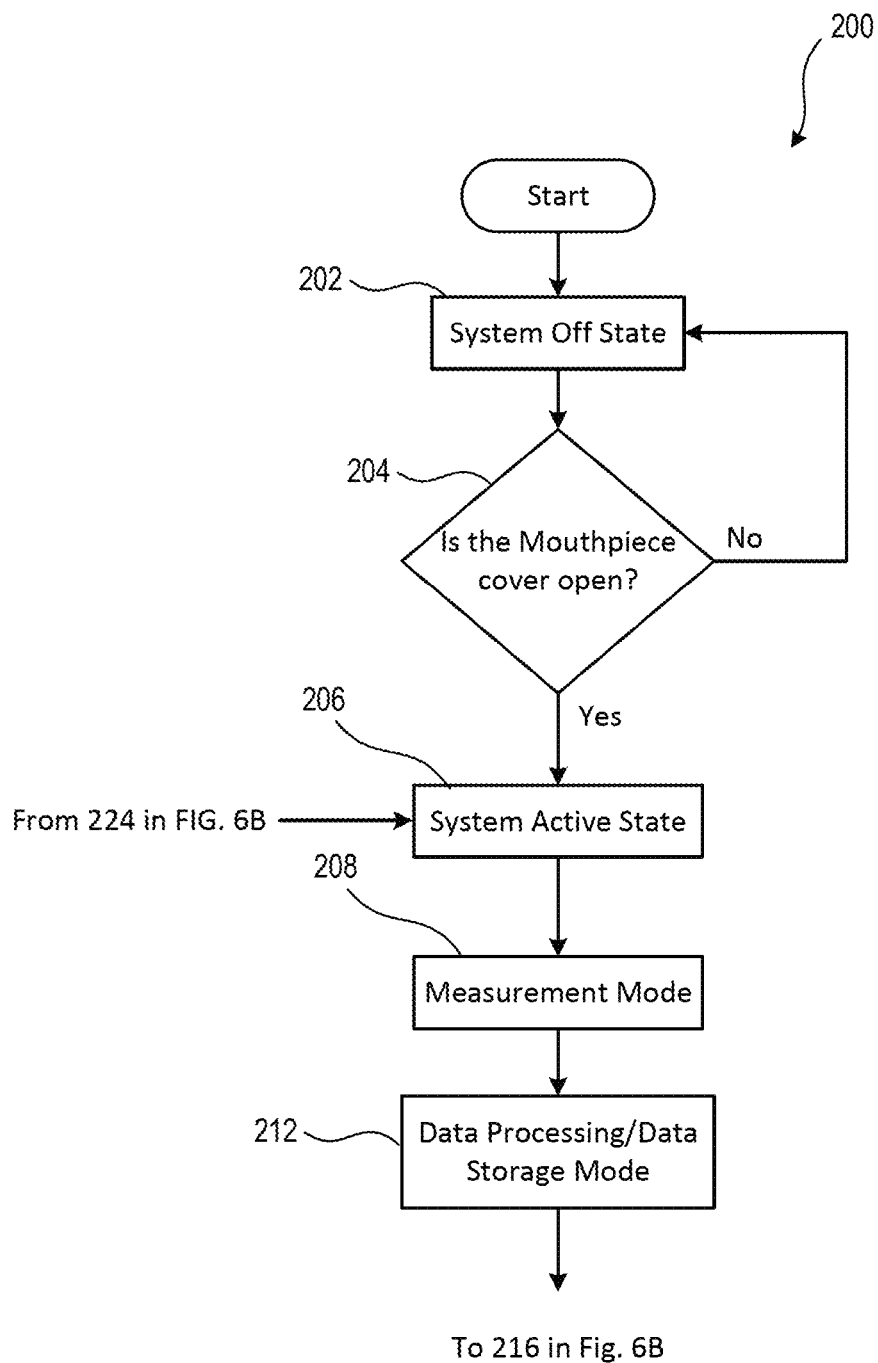 200
Start
202
System Off State
204
Is the Mouthpiece
cover open?
No
Yes
206
From 224 in FIG. 6B
System Active State
208
Measurement Mode
212
Data Processing/Data
Storage Mode
To 216 in Fig. 6B